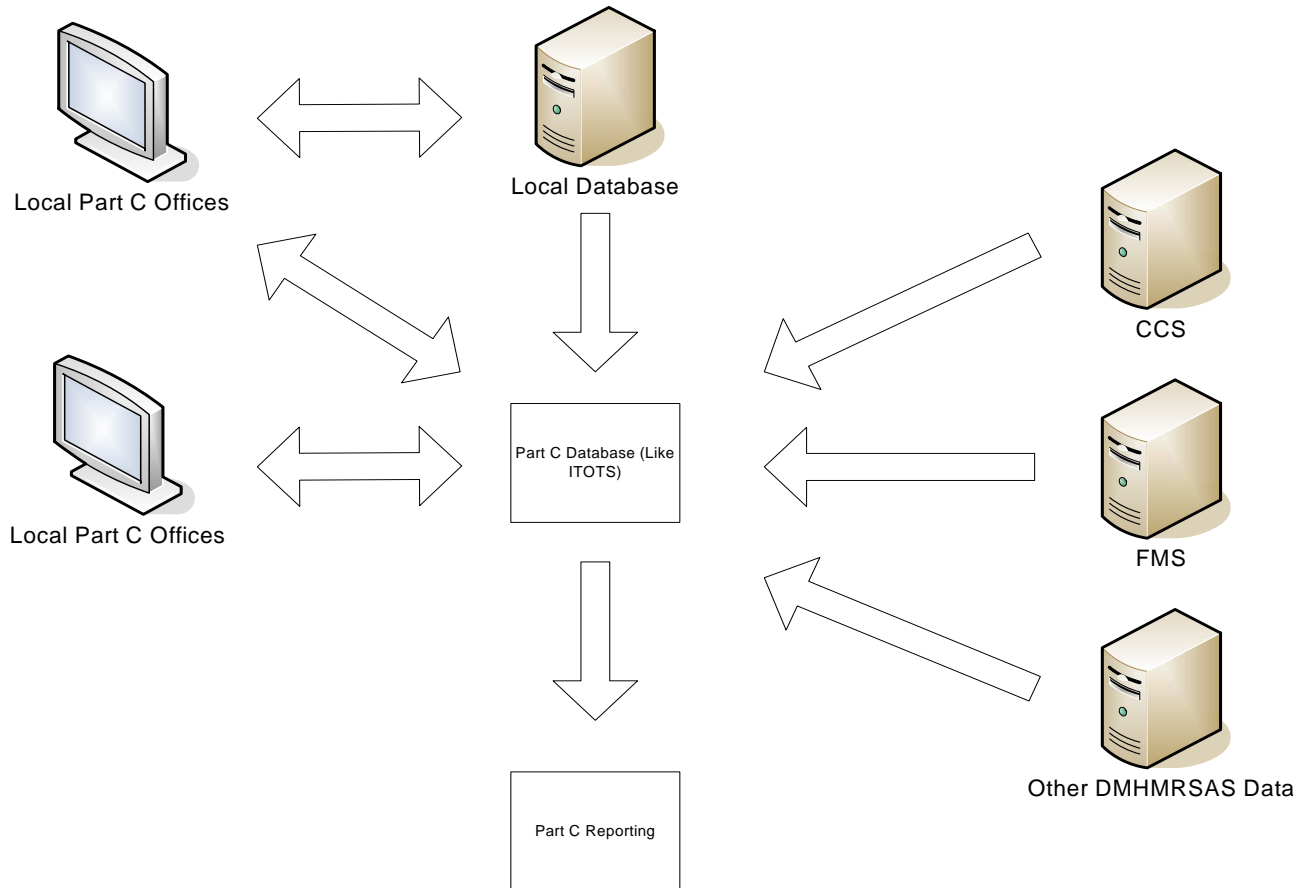 Local Part C Offices
Local Database
CCS
Part C Database (Like
ITOTS)
Local Part C Offices
FMS
Other DMHMRSAS Data
Part C Reporting